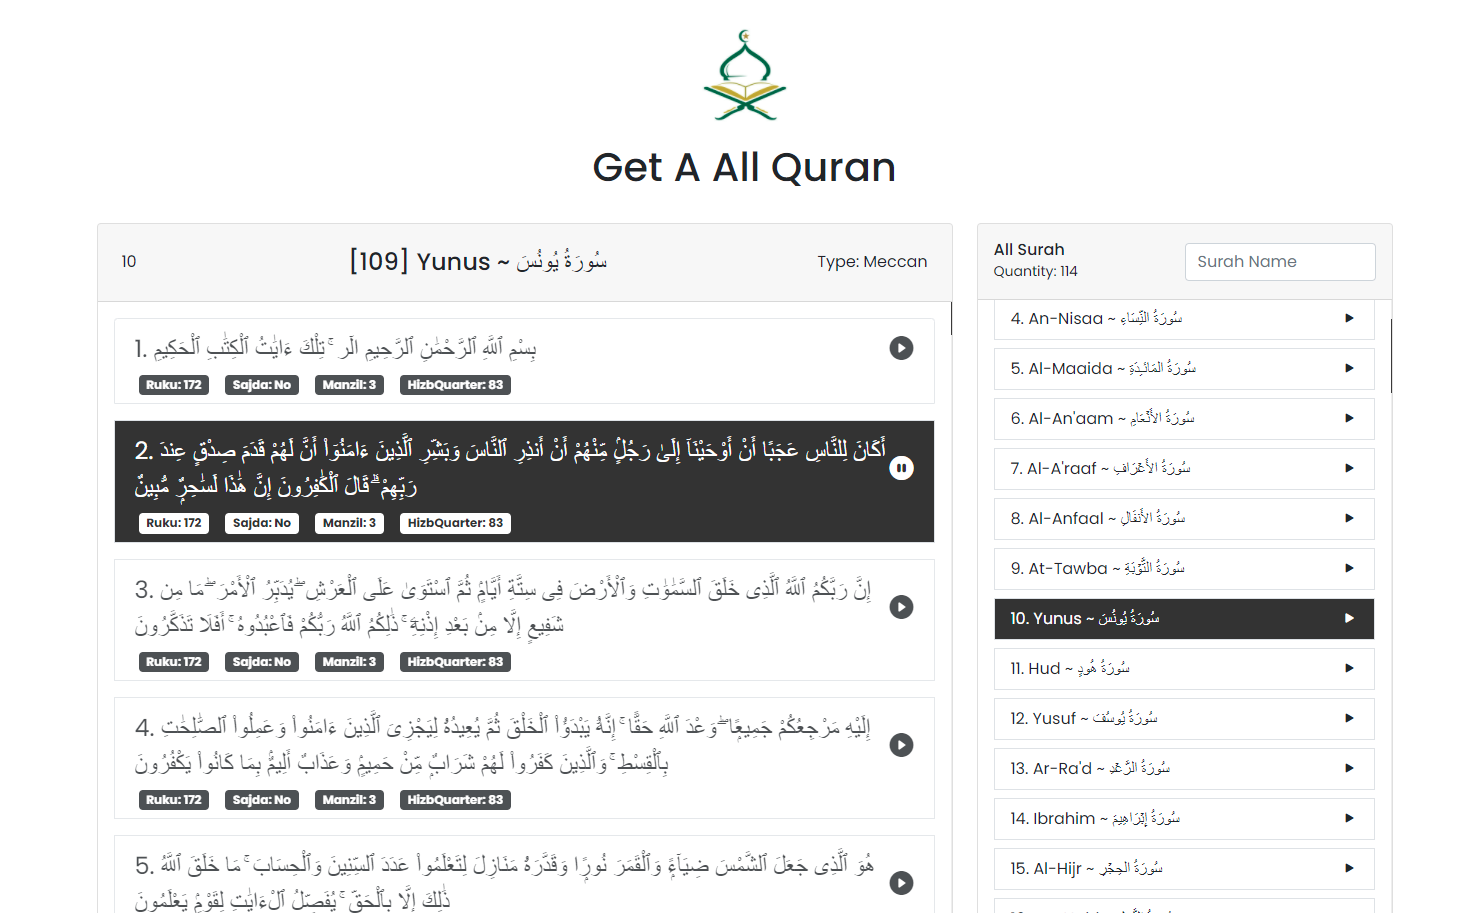 Get A All Quran
10
[109] Yunus ~ سُورَةُ يُونُسَ
Type: Meccan
1. بِسْمِ ٱللَّهِ ٱلرَّحْمَٰنِ ٱلرَّحِيمِ الٓر ۚ تِلْكَ ءَايَٰتُ ٱلْكِتَٰبِ ٱلْحَكِيمِ
Ruku: 172 Sajda: No Manzil: 3 HizbQuarter: 83
2. أَكَانَ لِلنَّاسِ عَجَبًا أَنْ أَوْحَيْنَآ إِلَىٰ رَجُلٍۢ مِّنْهُمْ أَنْ أَنذِرِ ٱلنَّاسَ وَبَشِّرِ ٱلَّذِينَ ءَامَنُوٓا۟ أَنَّ لَهُمْ قَدَمَ صِدْقٍ عِندَ
رَبِّهِمْ ۗ قَالَ ٱلْكَٰفِرُونَ إِنَّ هَٰذَا لَسَٰحِرٌۭ مُّبِينٌ
Ruku: 172 Sajda: No Manzil: 3 HizbQuarter: 83
3. إِنَّ رَبَّكُمُ ٱللَّهُ ٱلَّذِى خَلَقَ ٱلسَّمَٰوَٰتِ وَٱلْأَرْضَ فِى سِتَّةِ أَيَّامٍۢ ثُمَّ ٱسْتَوَىٰ عَلَى ٱلْعَرْشِ ۖ يُدَبِّرُ ٱلْأَمْرَ ۖ مَا مِن
شَفِيعٍ إِلَّا مِنۢ بَعْدِ إِذْنِهِۦ ۚ ذَٰلِكُمُ ٱللَّهُ رَبُّكُمْ فَٱعْبُدُوهُ ۚ أَفَلَا تَذَكَّرُونَ
Ruku: 172 Sajda: No Manzil: 3 HizbQuarter: 83
4. إِلَيْهِ مَرْجِعُكُمْ جَمِيعًۭا ۖ وَعْدَ ٱللَّهِ حَقًّا ۚ إِنَّهُۥ يَبْدَؤُا۟ ٱلْخَلْقَ ثُمَّ يُعِيدُهُۥ لِيَجْزِىَ ٱلَّذِينَ ءَامَنُوا۟ وَعَمِلُوا۟ ٱلصَّٰلِحَٰتِ
بِٱلْقِسْطِ ۚ وَٱلَّذِينَ كَفَرُوا۟ لَهُمْ شَرَابٌۭ مِّنْ حَمِيمٍۢ وَعَذَابٌ أَلِيمٌۢ بِمَا كَانُوا۟ يَكْفُرُونَ
Ruku: 172 Sajda: No Manzil: 3 HizbQuarter: 83
5. هُوَ ٱلَّذِى جَعَلَ ٱلشَّمْسَ ضِيَآءًۭ وَٱلْقَمَرَ نُورًۭا وَقَدَّرَهُۥ مَنَازِلَ لِتَعْلَمُوا۟ عَدَدَ ٱلسِّنِينَ وَٱلْحِسَابَ ۚ مَا خَلَقَ ٱللَّهُ
ذَٰلِكَ إِلَّا بِٱلْحَقِّ ۚ يُفَصِّلُ ٱلْءَايَٰتِ لِقَوْمٍۢ يَعْلَمُونَ
All Surah
Quantity: 114
Surah Name
4. An-Nisaa ~ سُورَةُ النِّسَاءِ
5. Al-Maaida ~ سُورَةُ المَائـِدَةِ
6. Al-An'aam ~ سُورَةُ الأَنۡعَامِ
7. Al-A'raaf ~ سُورَةُ الأَعۡرَافِ
8. Al-Anfaal ~ سُورَةُ الأَنفَالِ
9. At-Tawba ~ سُورَةُ التَّوۡبَةِ
10. Yunus ~ سُورَةُ يُونُسَ
11. Hud ~ سُورَةُ هُودٍ
12. Yusuf ~ سُورَةُ يُوسُفَ
13. Ar-Ra'd ~ سُورَةُ الرَّعۡدِ
14. Ibrahim ~ سُورَةُ إِبۡرَاهِيمَ
15. Al-Hijr ~ سُورَةُ الحِجۡرِ